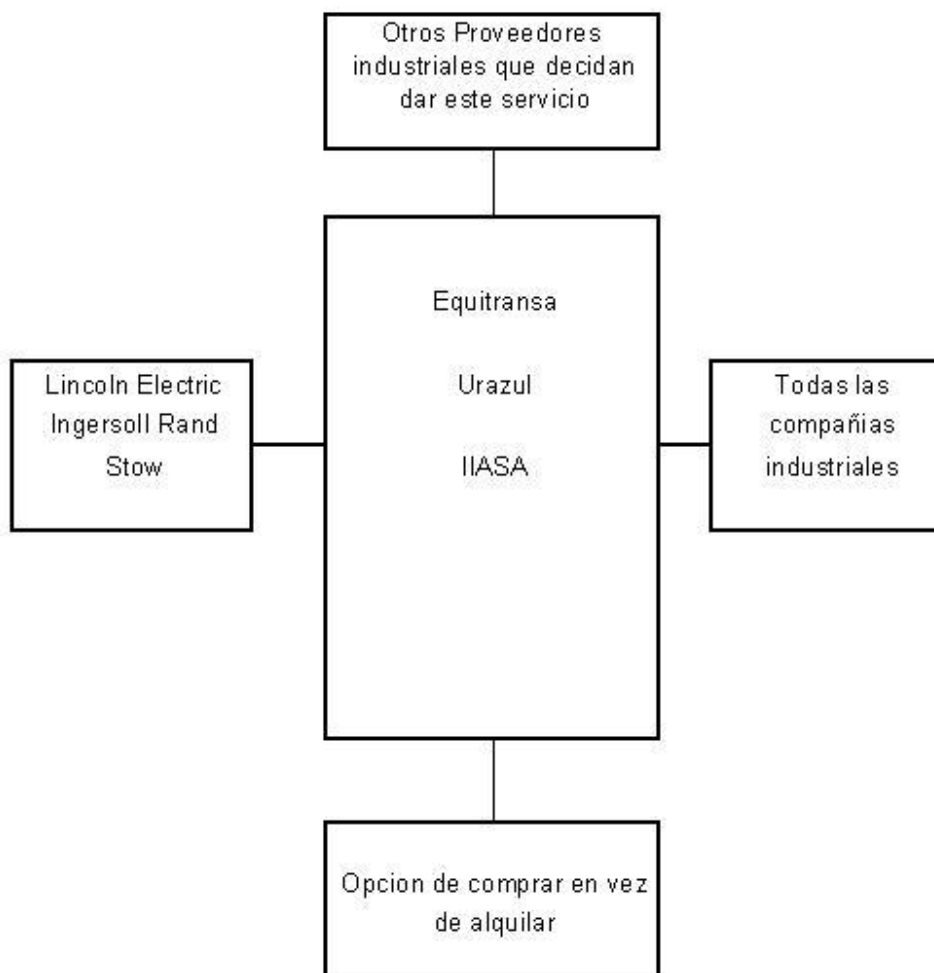 Otros Proveedores
industriales que decidan
dar este servicio
Equitransa
Urazul
IIASA
Lincoln Electric
Ingersoll Rand
Stow
Todas las
compañias
industriales
Opcion de comprar en vez
de alquilar